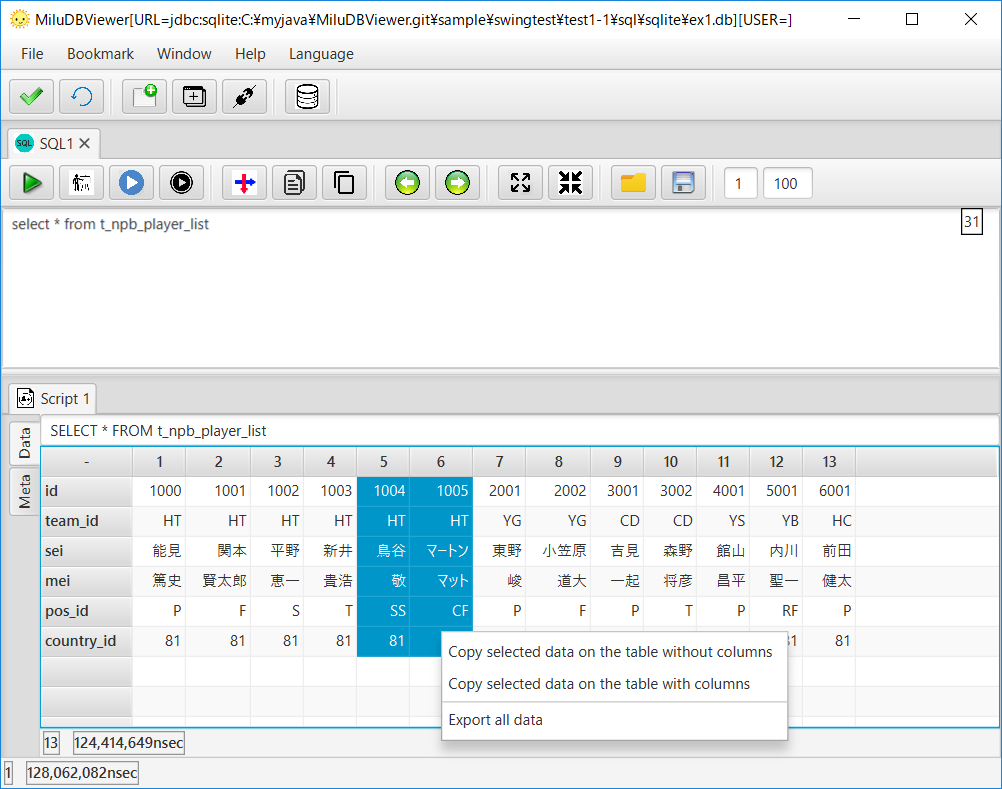 MiluDBViewer[URL=jdbc:sqlite:C:¥myjava¥MiluDBViewer.git¥sample¥swingtest¥test1-1¥sql¥sqlite¥ex1.db][USER=]
File Bookmark Window Help Language
SQL SQL1
1 100
select * from t_npb_player_list 31
Script 1
Data
Meta
SELECT * FROM t_npb_player_list
- 1 2 3 4 5 6 7 8 9 10 11 12 13
id 1000 1001 1002 1003 1004 1005 2001 2002 3001 3002 4001 5001 6001
team_id HT HT HT HT HT HT YG YG CD CD YS YB HC
sei 能見 関本 平野 新井 鳥谷 マートン 東野 小笠原 吉見 森野 館山 内川 前田
mei 篤史 賢太郎 恵一 貴浩 敬 マット 峻 道大 一起 将彦 昌平 聖一 健太
pos_id P F S T SS CF P F P T P RF P
country_id 81 81 81 81 81 81
Copy selected data on the table without columns
Copy selected data on the table with columns
Export all data
13 124,414,649nsec
1 128,062,082nsec